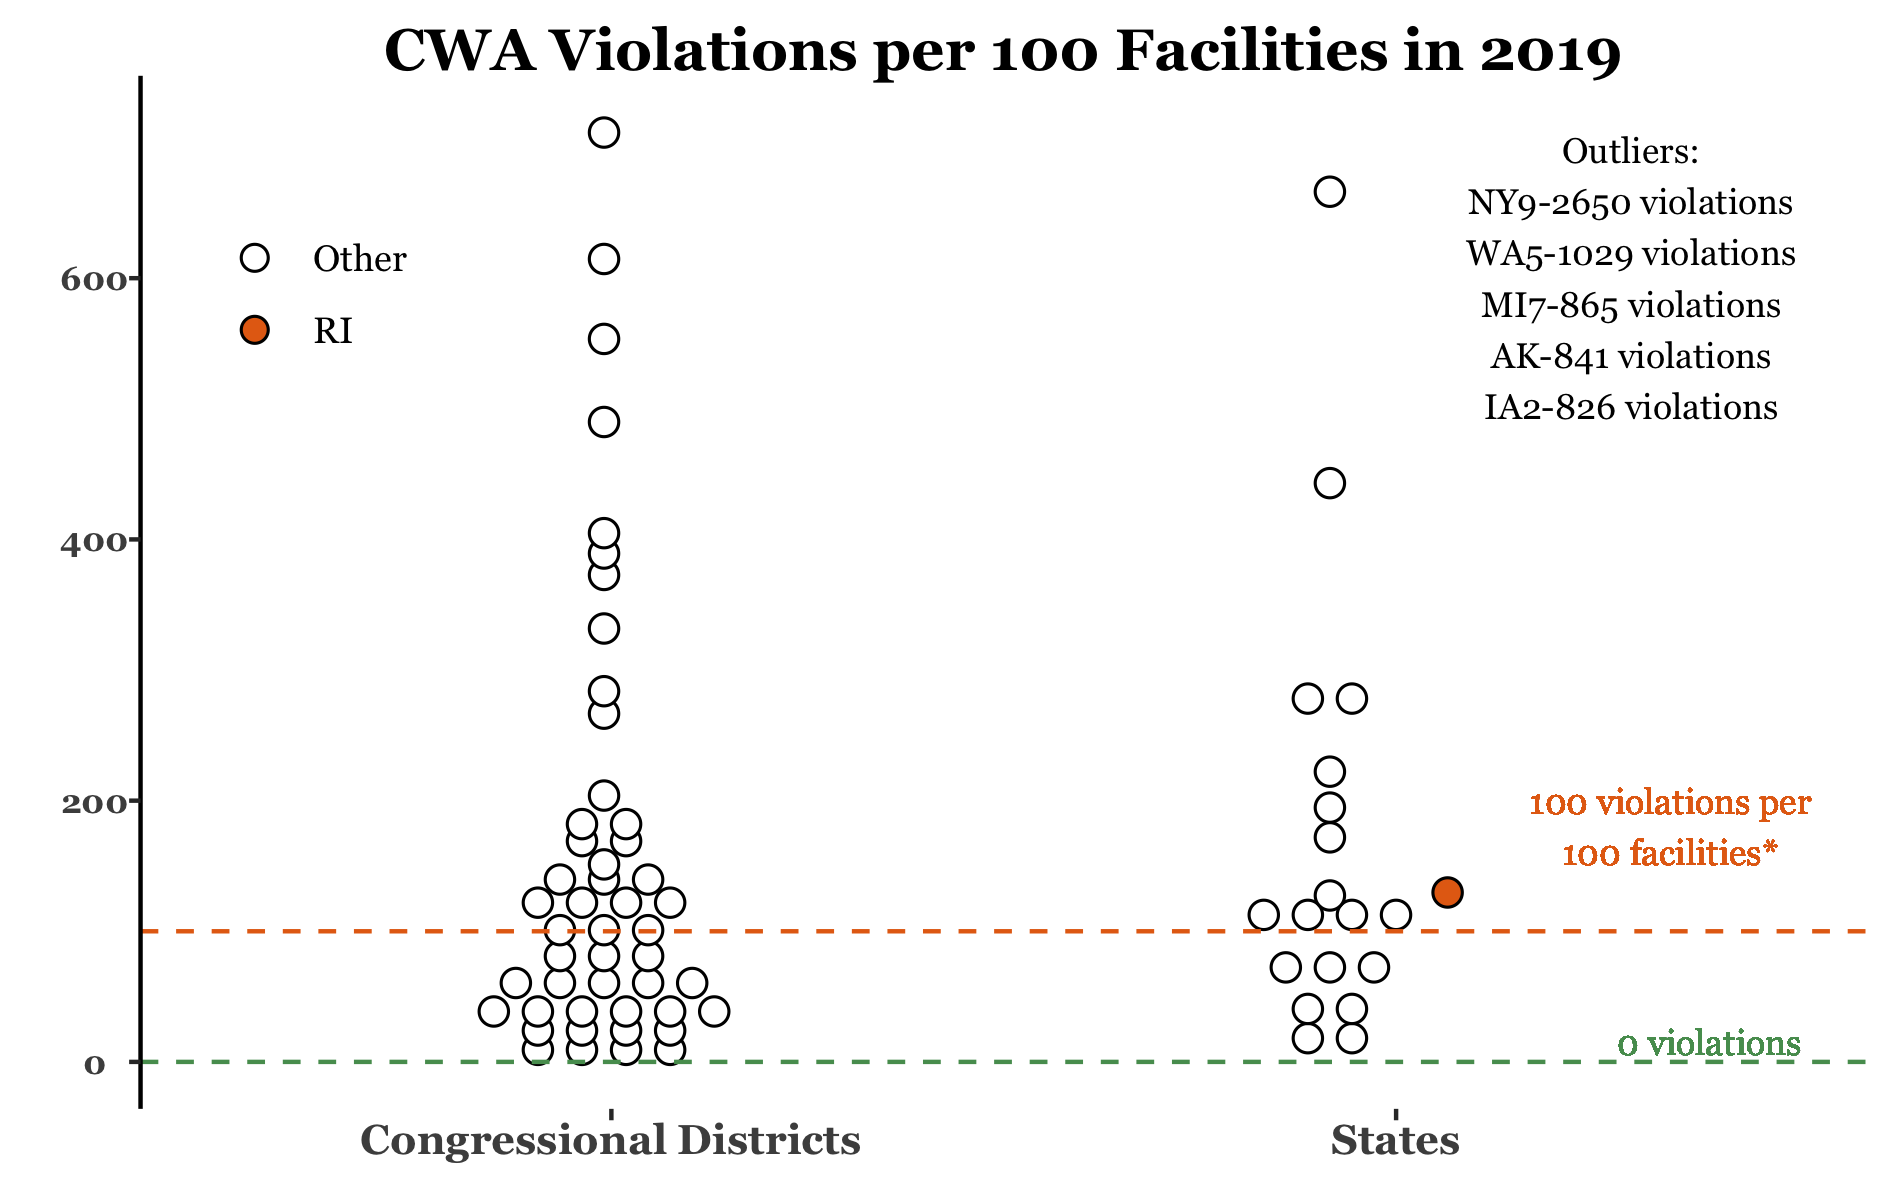 CWA Violations per 100 Facilities in 2019
Outliers:
NY9-2650 violations
WA5-1029 violations
MI7-865 violations
AK-841 violations
IA2-826 violations
Other
RI
600
400
200
0
100 violations per
100 facilities*
0 violations
Congressional Districts
States